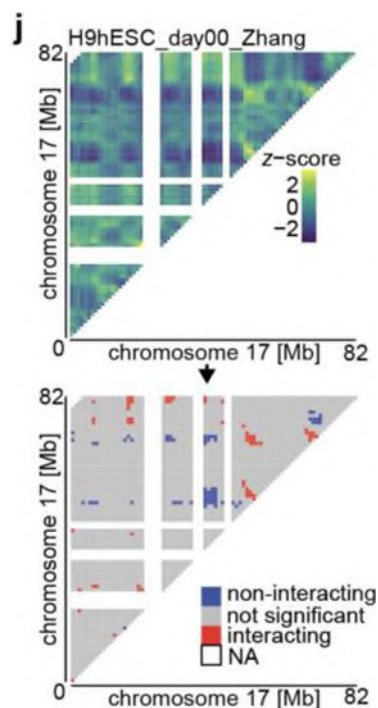 j
H9hESC_day00_Zhang
82
chromosome 17 [Mb]
z-score
2
0
−2
0
chromosome 17 [Mb]
82
82
chromosome 17 [Mb]
non-interacting
not significant
interacting
NA
0
chromosome 17 [Mb]
82